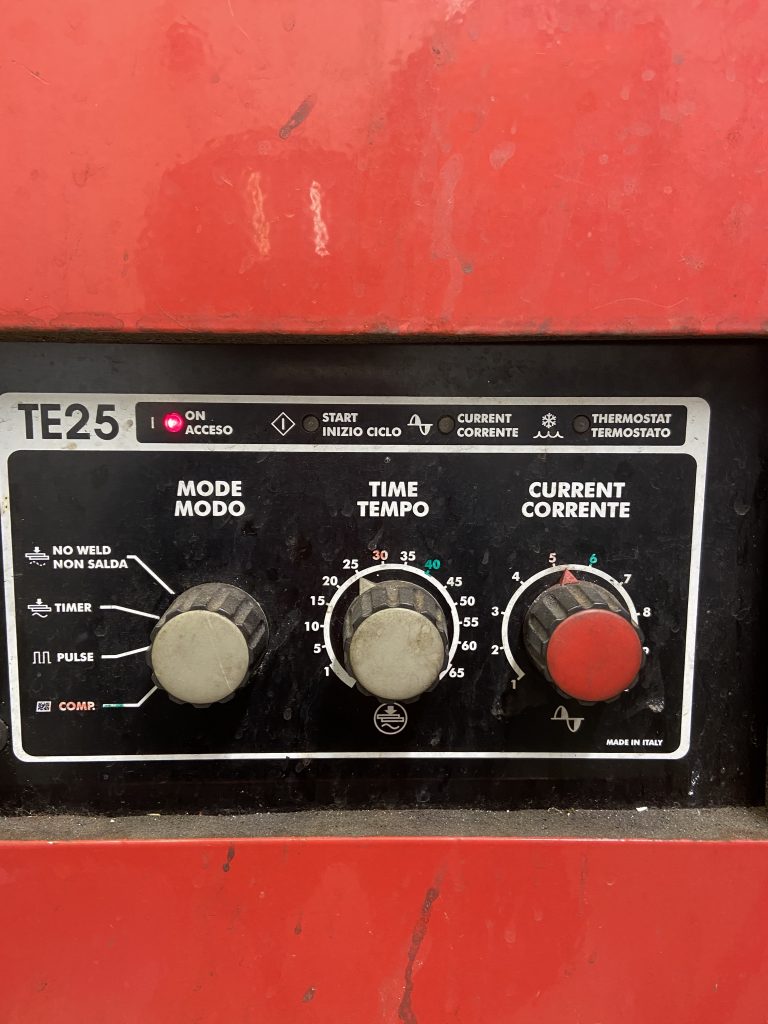 TE25
I
ON
ACCESO
START
INIZIO CICLO
CURRENT
CORRENTE
THERMOSTAT
TERMOSTATO
MODE
MODO
TIME
TEMPO
CURRENT
CORRENTE
NO WELD
NON SALDA
TIMER
PULSE
COMP.
1
5
10
15
20
25
30
35
40
45
50
55
60
65
1
2
3
4
5
6
7
8
MADE IN ITALY